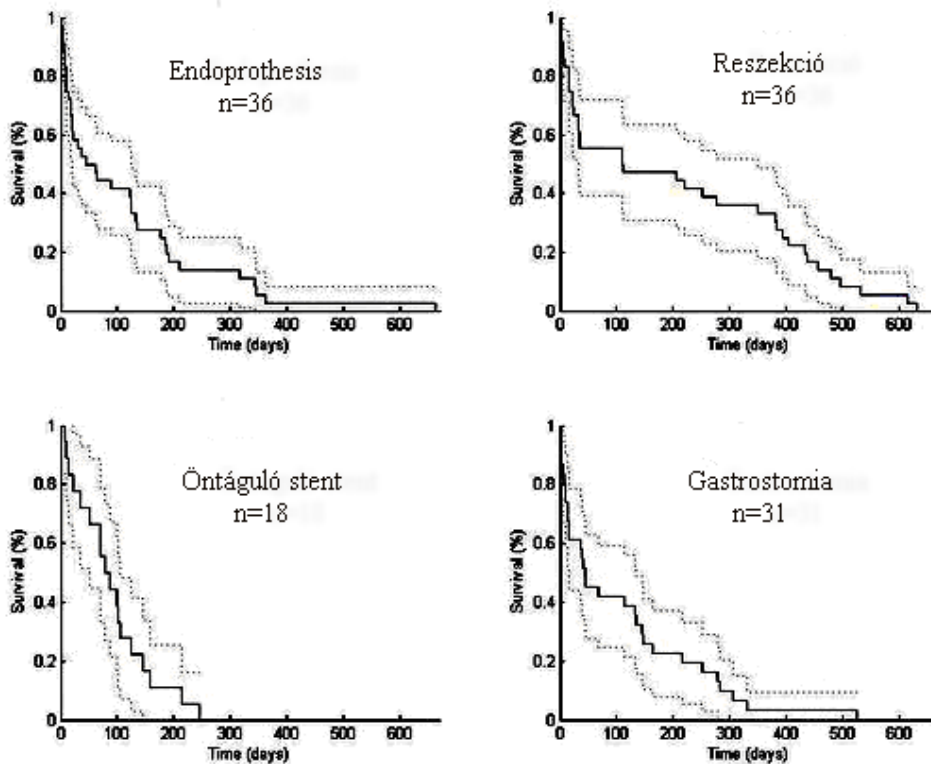 Endoprothesis
n=36
Survival (%)
1
0.8
0.6
0.4
0.2
0
0 100 200 300 400 500 600
Time (days)
Reszekció
n=36
Survival (%)
1
0.8
0.6
0.4
0.2
0
0 100 200 300 400 500 600
Time (days)
Öntáguló stent
n=18
Survival (%)
1
0.8
0.6
0.4
0.2
0
0 100 200 300 400 500 600
Time (days)
Gastrostomia
n=31
Survival (%)
1
0.8
0.6
0.4
0.2
0
0 100 200 300 400 500 600
Time (days)